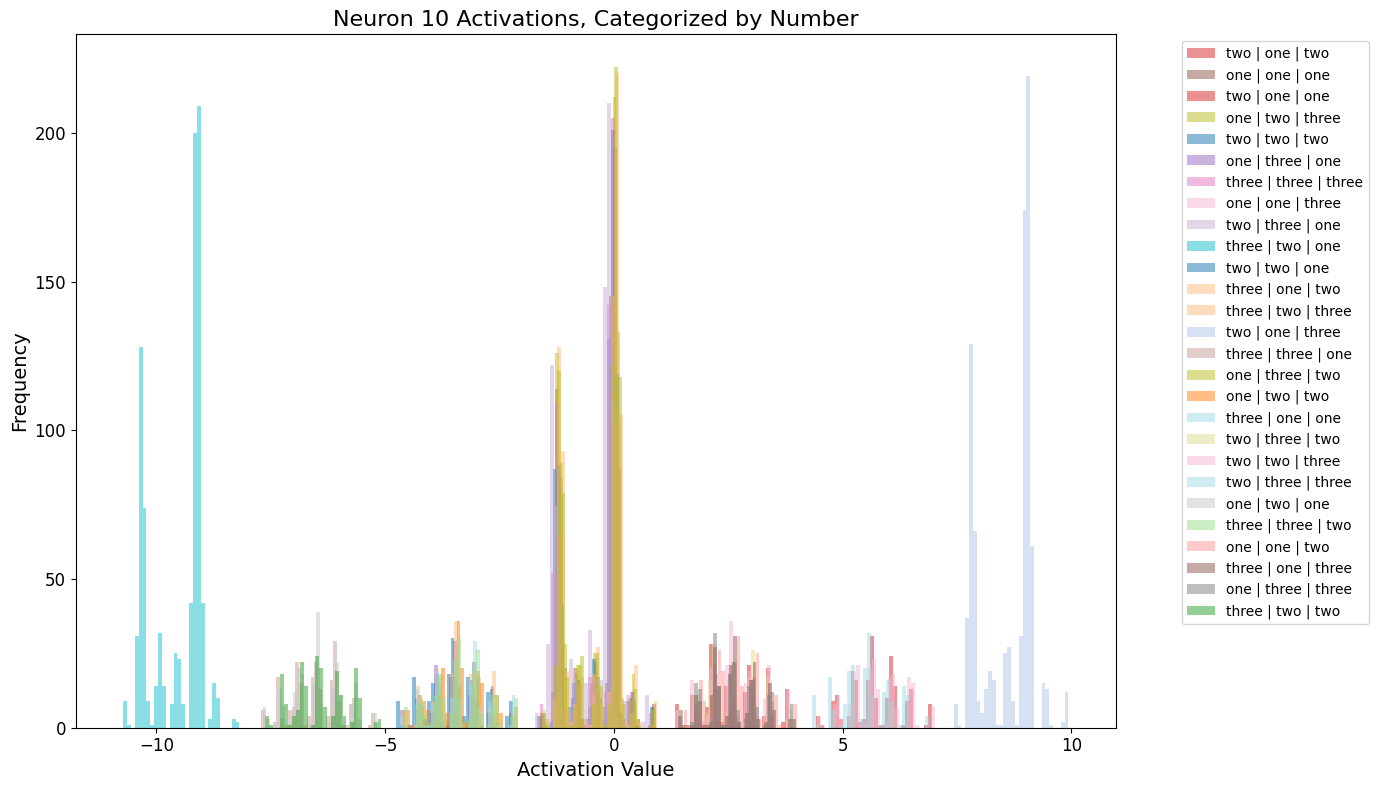 Neuron 10 Activations, Categorized by Number
Frequency
200
150
100
50
0
−10
−5
0
5
10
Activation Value
two | one | two
one | one | one
two | one | one
one | two | three
two | two | two
one | three | one
three | three | three
one | one | three
two | three | one
three | two | one
two | two | one
three | one | two
three | two | three
two | one | three
three | three | one
one | three | two
one | two | two
three | one | one
two | three | two
two | two | three
two | three | three
one | two | one
three | three | two
one | one | two
three | one | three
one | three | three
three | two | two